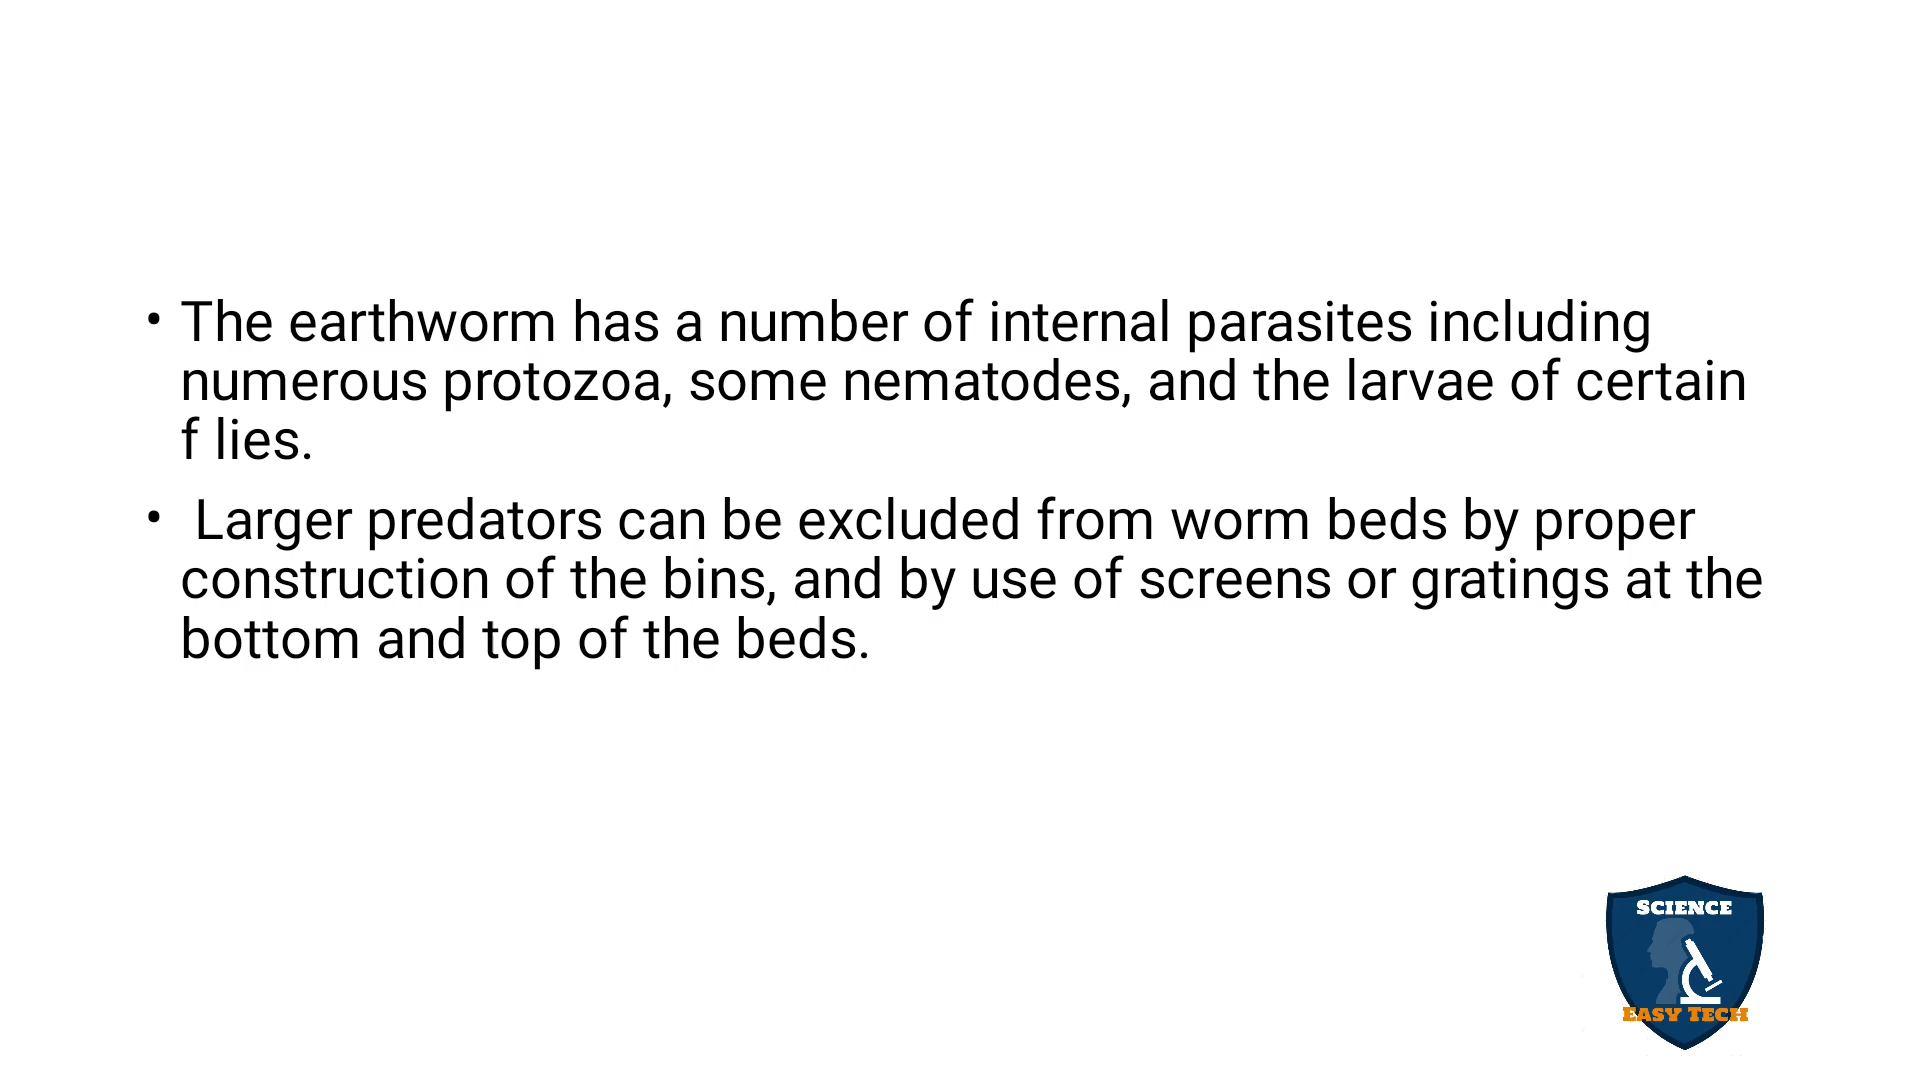 • The earthworm has a number of internal parasites including
numerous protozoa, some nematodes, and the larvae of certain
f lies.
• Larger predators can be excluded from worm beds by proper
construction of the bins, and by use of screens or gratings at the
bottom and top of the beds.
SCIENCE
EASY TECH